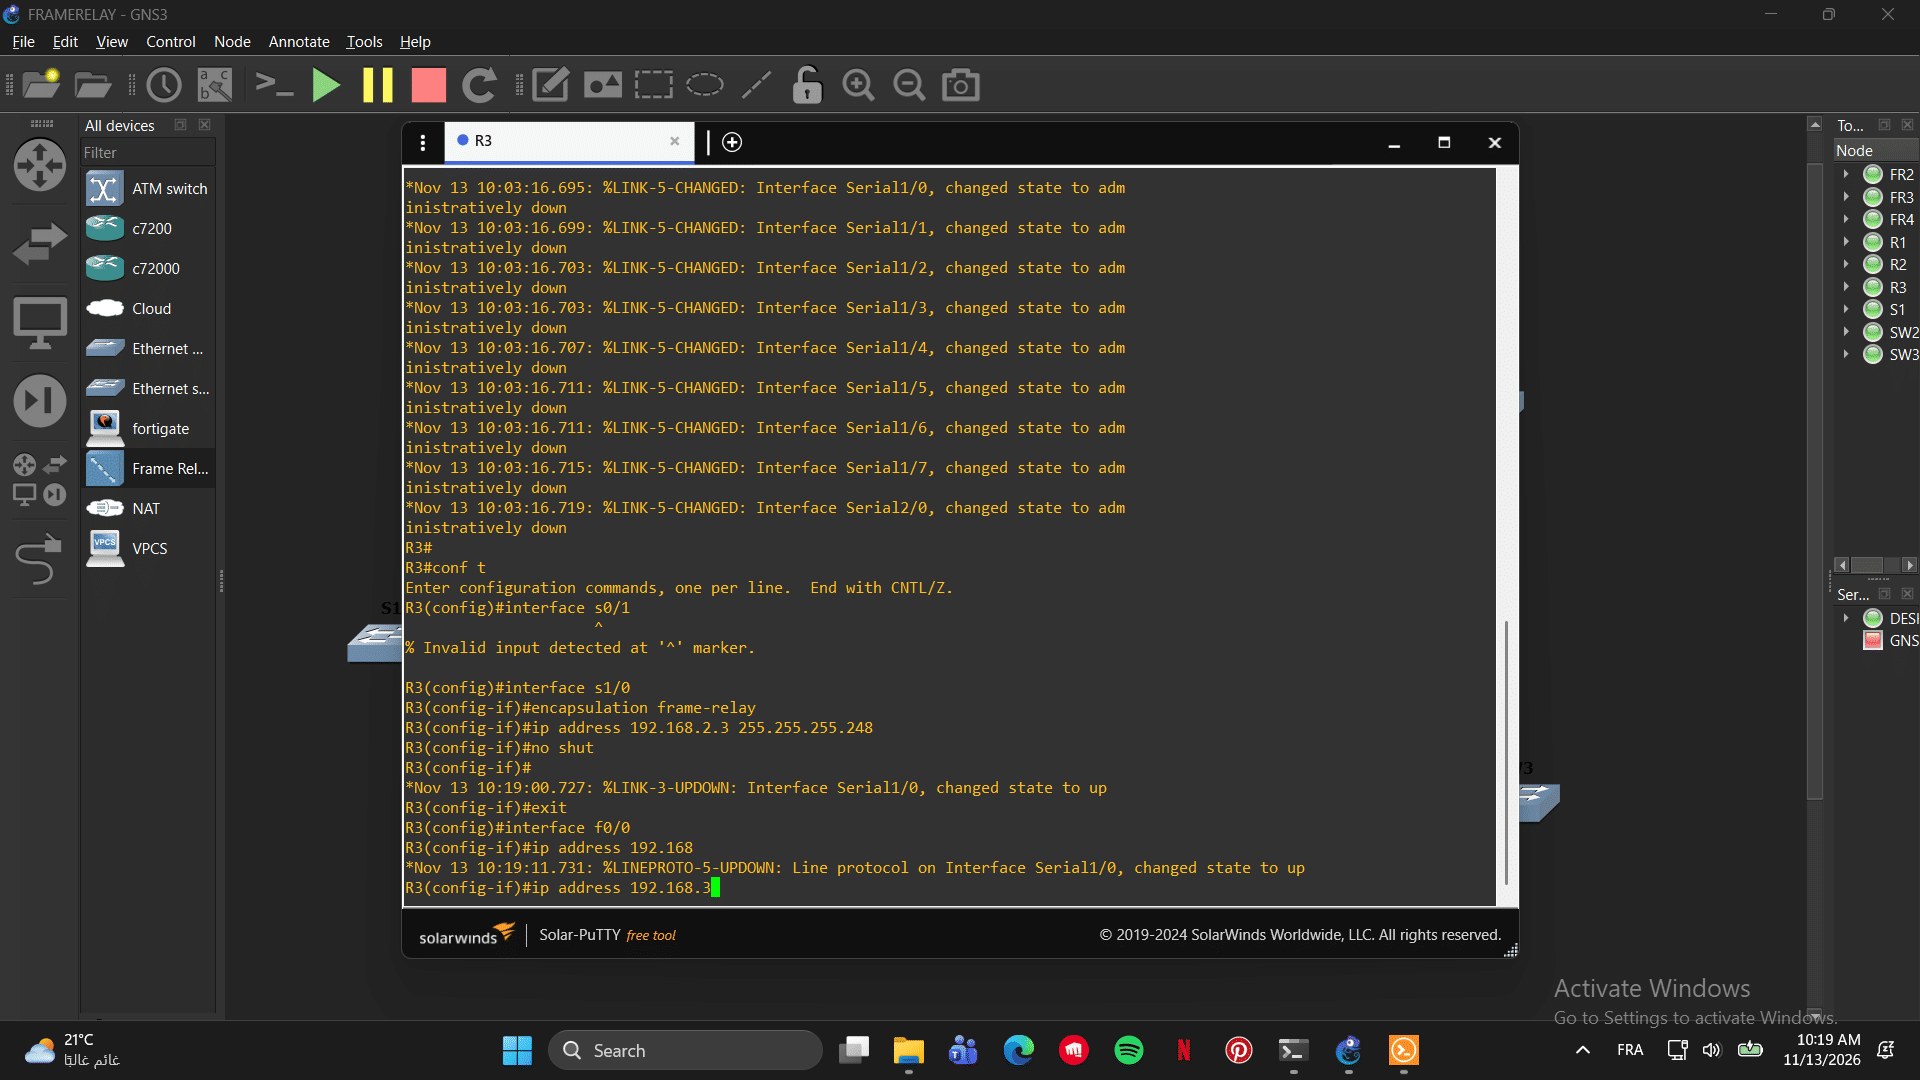 FRAMERELAY - GNS3
File Edit View Control Node Annotate Tools Help
All devices
Filter
ATM switch
c7200
c72000
Cloud
Ethernet ...
Ethernet s...
fortigate
Frame Rel...
NAT
VPCS
VPCS
S1
R3
*Nov 13 10:03:16.695: %LINK-5-CHANGED: Interface Serial1/0, changed state to adm
inistratively down
*Nov 13 10:03:16.699: %LINK-5-CHANGED: Interface Serial1/1, changed state to adm
inistratively down
*Nov 13 10:03:16.703: %LINK-5-CHANGED: Interface Serial1/2, changed state to adm
inistratively down
*Nov 13 10:03:16.703: %LINK-5-CHANGED: Interface Serial1/3, changed state to adm
inistratively down
*Nov 13 10:03:16.707: %LINK-5-CHANGED: Interface Serial1/4, changed state to adm
inistratively down
*Nov 13 10:03:16.711: %LINK-5-CHANGED: Interface Serial1/5, changed state to adm
inistratively down
*Nov 13 10:03:16.711: %LINK-5-CHANGED: Interface Serial1/6, changed state to adm
inistratively down
*Nov 13 10:03:16.715: %LINK-5-CHANGED: Interface Serial1/7, changed state to adm
inistratively down
*Nov 13 10:03:16.719: %LINK-5-CHANGED: Interface Serial2/0, changed state to adm
inistratively down
R3#
R3#conf t
Enter configuration commands, one per line.  End with CNTL/Z.
R3(config)#interface s0/1
^
% Invalid input detected at '^' marker.
R3(config)#interface s1/0
R3(config-if)#encapsulation frame-relay
R3(config-if)#ip address 192.168.2.3 255.255.255.248
R3(config-if)#no shut
R3(config-if)#
*Nov 13 10:19:00.727: %LINK-3-UPDOWN: Interface Serial1/0, changed state to up
R3(config-if)#exit
R3(config)#interface f0/0
R3(config-if)#ip address 192.168
*Nov 13 10:19:11.731: %LINEPROTO-5-UPDOWN: Line protocol on Interface Serial1/0, changed state to up
R3(config-if)#ip address 192.168.3
solarwinds
Solar-PuTTY free tool
© 2019-2024 SolarWinds Worldwide, LLC. All rights reserved.
To...
Node
FR2
FR3
FR4
R1
R2
R3
S1
SW2
SW3
Ser...
DESI
GNS
Activate Windows
Go to Settings to activate Windows.
21°C
غائم غالبًا
Search
FRA
10:19 AM
11/13/2026